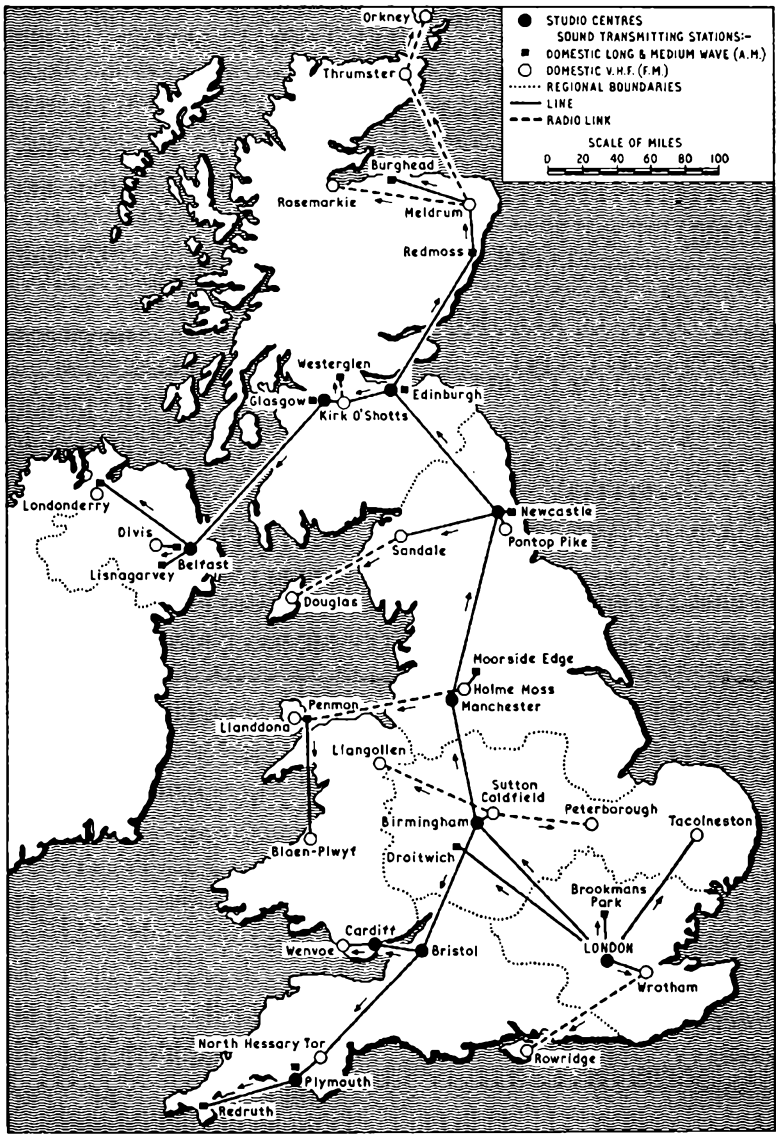 STUDIO CENTRES
SOUND TRANSMITTING STATIONS:-
DOMESTIC LONG & MEDIUM WAVE (A.M.)
DOMESTIC V.H.F. (F.M.)
REGIONAL BOUNDARIES
LINE
RADIO LINK
SCALE OF MILES
0 20 40 60 80 100
Orkney
Thrumster
Burghead
Rosemarkie
Meldrum
Redmoss
Westerglen
Glasgow
Kirk O'Shotts
Edinburgh
Londonderry
Divis
Lisnagarvey
Belfast
Newcastle
Pontop Pike
Sandale
Douglas
Moorside Edge
Holme Moss
Manchester
Penmon
Llanddona
Llangollen
Sutton
Coldfield
Peterborough
Tacolneston
Birmingham
Blaen-Plwyf
Droitwich
Brookmans
Park
Cardiff
Wenvoe
Bristol
LONDON
Wrotham
North Hessary Tor
Rowridge
Plymouth
Redruth